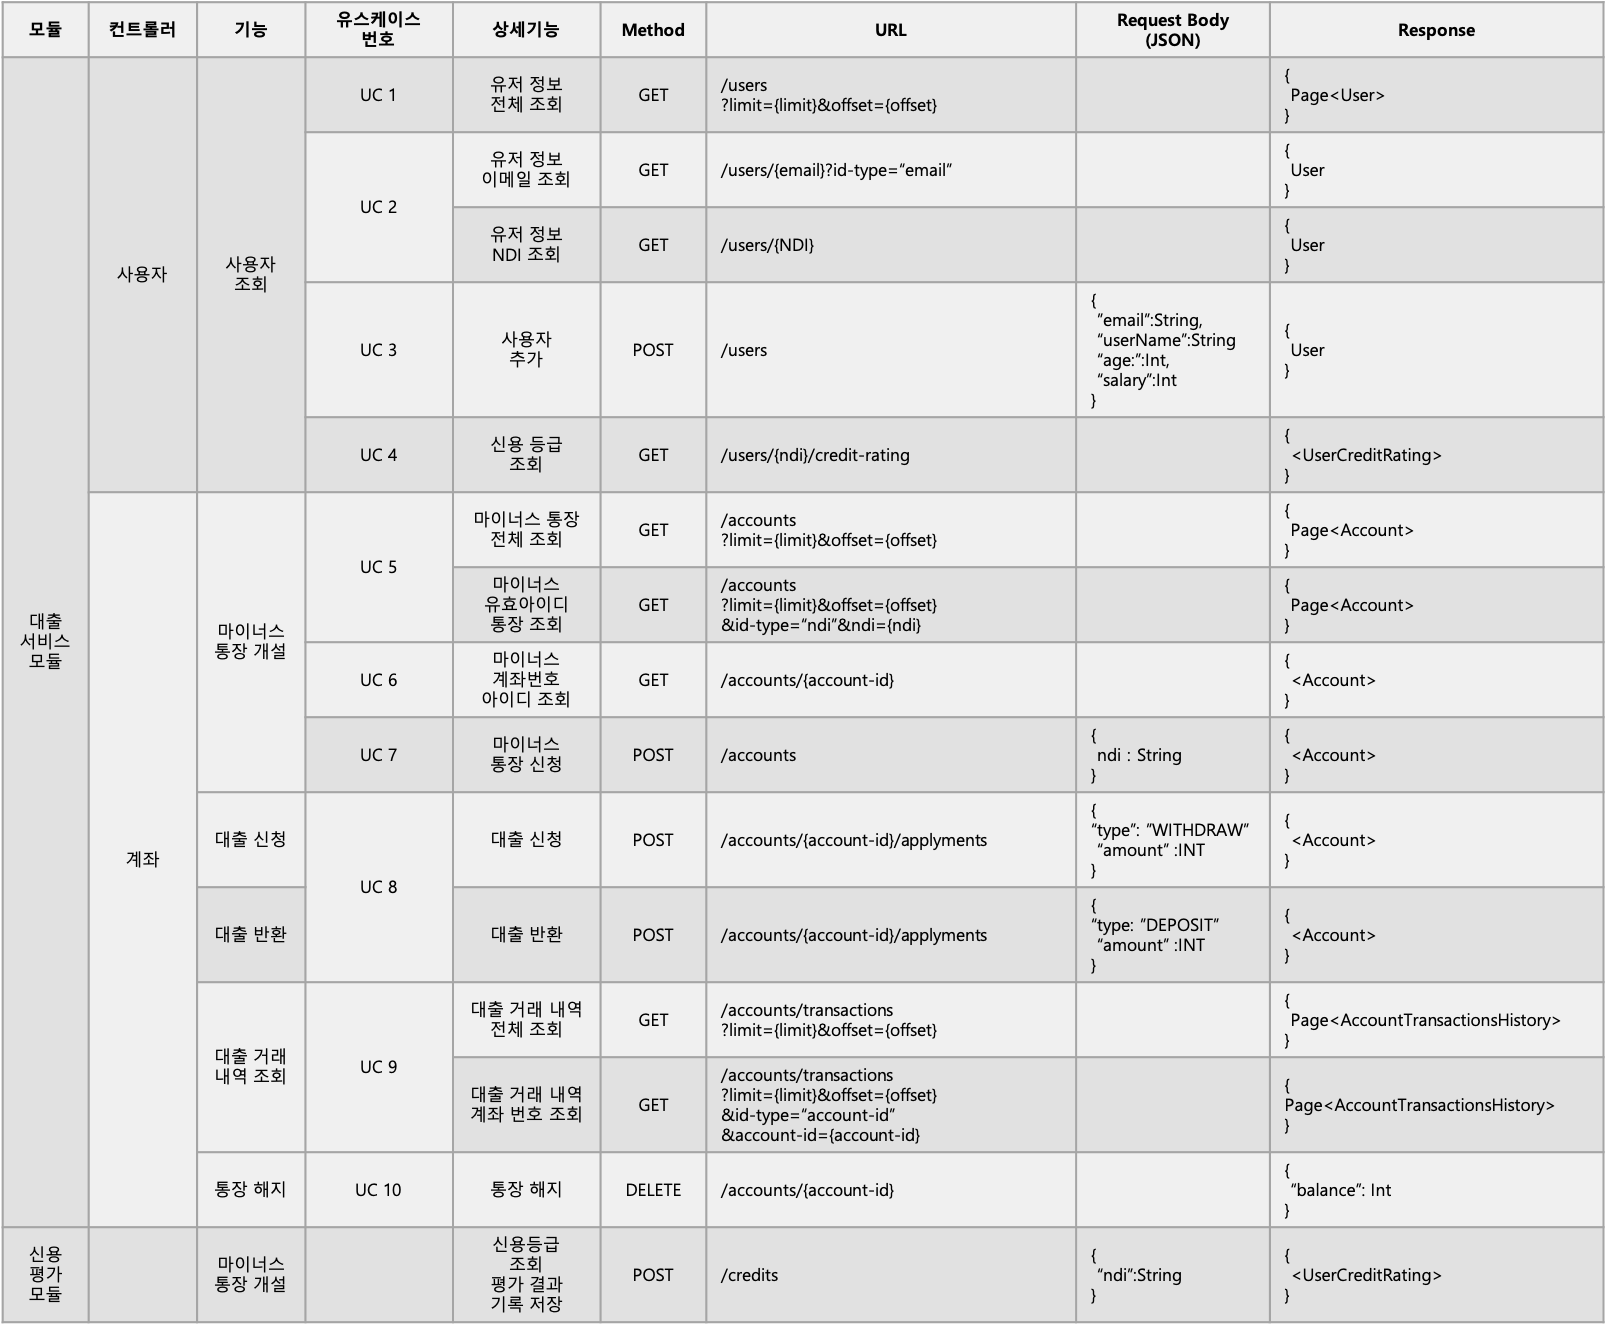 모듈
컨트롤러
기능
유스케이스
번호
상세기능
Method
URL
Request Body
(JSON)
Response
대출
서비스
모듈
사용자
사용자
조회
UC 1
유저 정보
전체 조회
GET
/users
?limit={limit}&offset={offset}
{
Page<User>
}
UC 2
유저 정보
이메일 조회
GET
/users/{email}?id-type=“email”
{
User
}
유저 정보
NDI 조회
GET
/users/{NDI}
{
User
}
UC 3
사용자
추가
POST
/users
{
“email”:String,
“userName”:String
“age:”:Int,
“salary”:Int
}
{
User
}
UC 4
신용 등급
조회
GET
/users/{ndi}/credit-rating
{
<UserCreditRating>
}
계좌
마이너스
통장 개설
UC 5
마이너스 통장
전체 조회
GET
/accounts
?limit={limit}&offset={offset}
{
Page<Account>
}
마이너스
유효아이디
통장 조회
GET
/accounts
?limit={limit}&offset={offset}
&id-type=“ndi”&ndi={ndi}
{
Page<Account>
}
UC 6
마이너스
계좌번호
아이디 조회
GET
/accounts/{account-id}
{
<Account>
}
UC 7
마이너스
통장 신청
POST
/accounts
{
ndi : String
}
{
<Account>
}
대출 신청
UC 8
대출 신청
POST
/accounts/{account-id}/applyments
{
“type”: ”WITHDRAW”
“amount” :INT
}
{
<Account>
}
대출 반환
대출 반환
POST
/accounts/{account-id}/applyments
{
“type: ”DEPOSIT”
“amount” :INT
}
{
<Account>
}
대출 거래
내역 조회
UC 9
대출 거래 내역
전체 조회
GET
/accounts/transactions
?limit={limit}&offset={offset}
{
Page<AccountTransactionsHistory>
}
대출 거래 내역
계좌 번호 조회
GET
/accounts/transactions
?limit={limit}&offset={offset}
&id-type=“account-id”
&account-id={account-id}
{
Page<AccountTransactionsHistory>
}
통장 해지
UC 10
통장 해지
DELETE
/accounts/{account-id}
{
“balance”: Int
}
신용
평가
모듈
마이너스
통장 개설
신용등급
조회
평가 결과
기록 저장
POST
/credits
{
“ndi”:String
}
{
<UserCreditRating>
}